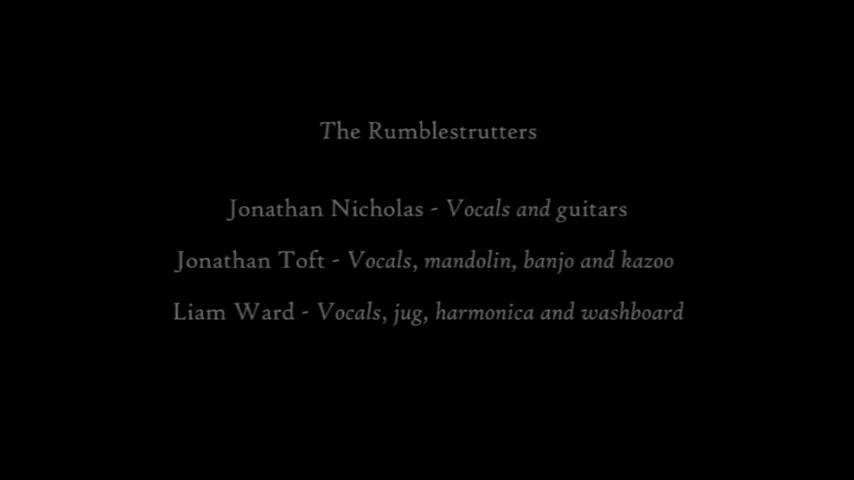 The Rumblestrutters
Jonathan Nicholas - Vocals and guitars
Jonathan Toft - Vocals, mandolin, banjo and kazoo
Liam Ward - Vocals, jug, harmonica and washboard